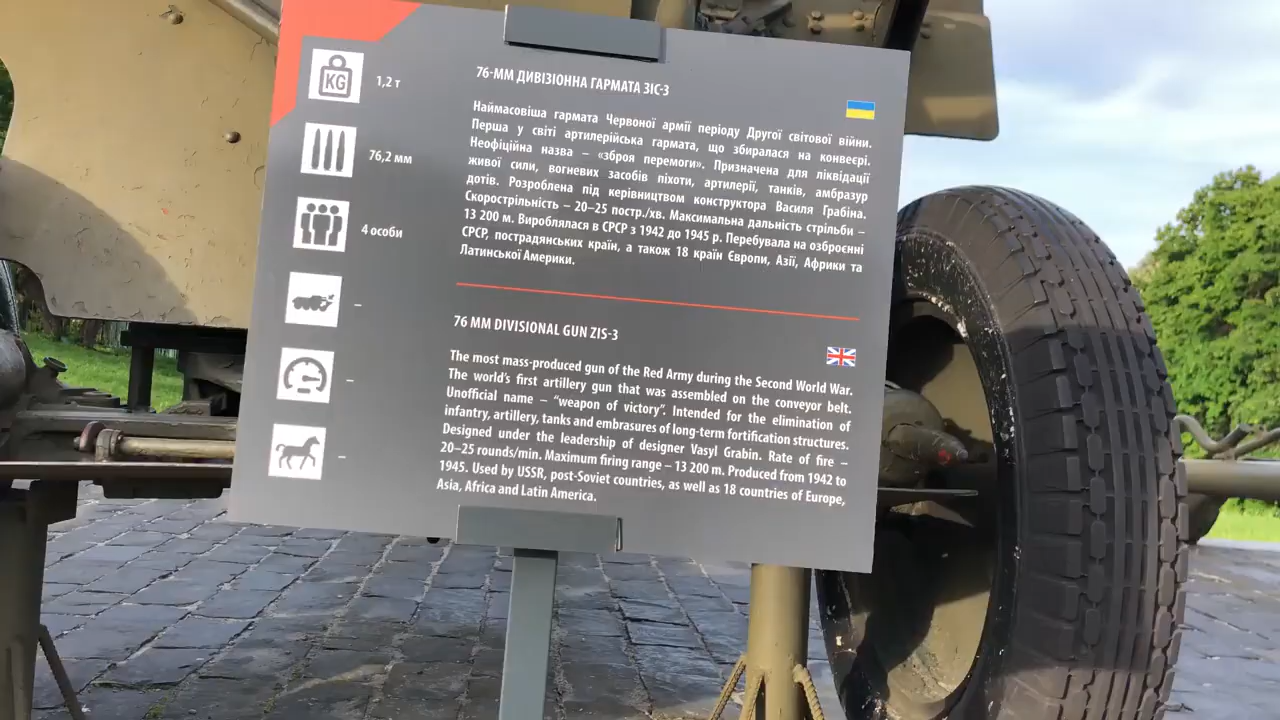 KG
1,2 т
76,2 мм
4 особи
–
–
–
76-ММ ДИВІЗІОННА ГАРМАТА ЗІС-3
Наймасовіша гармата Червоної армії періоду Другої світової війни.
Перша у світі артилерійська гармата, що збиралася на конвеєрі.
Неофіційна назва – «зброя перемоги». Призначена для ліквідації
живої сили, вогневих засобів піхоти, артилерії, танків, амбразур
дотів. Розроблена під керівництвом конструктора Василя Грабіна.
Скорострільність – 20–25 постр./хв. Максимальна дальність стрільби –
13 200 м. Вироблялася в СРСР з 1942 до 1945 р. Перебувала на озброєнні
СРСР, пострадянських країн, а також 18 країн Європи, Азії, Африки та
Латинської Америки.
76 MM DIVISIONAL GUN ZIS-3
The most mass-produced gun of the Red Army during the Second World War.
The world's first artillery gun that was assembled on the conveyor belt.
Unofficial name – "weapon of victory". Intended for the elimination of
infantry, artillery, tanks and embrasures of long-term fortification structures.
Designed under the leadership of designer Vasyl Grabin. Rate of fire –
20–25 rounds/min. Maximum firing range – 13 200 m. Produced from 1942 to
1945. Used by USSR, post-Soviet countries, as well as 18 countries of Europe,
Asia, Africa and Latin America.